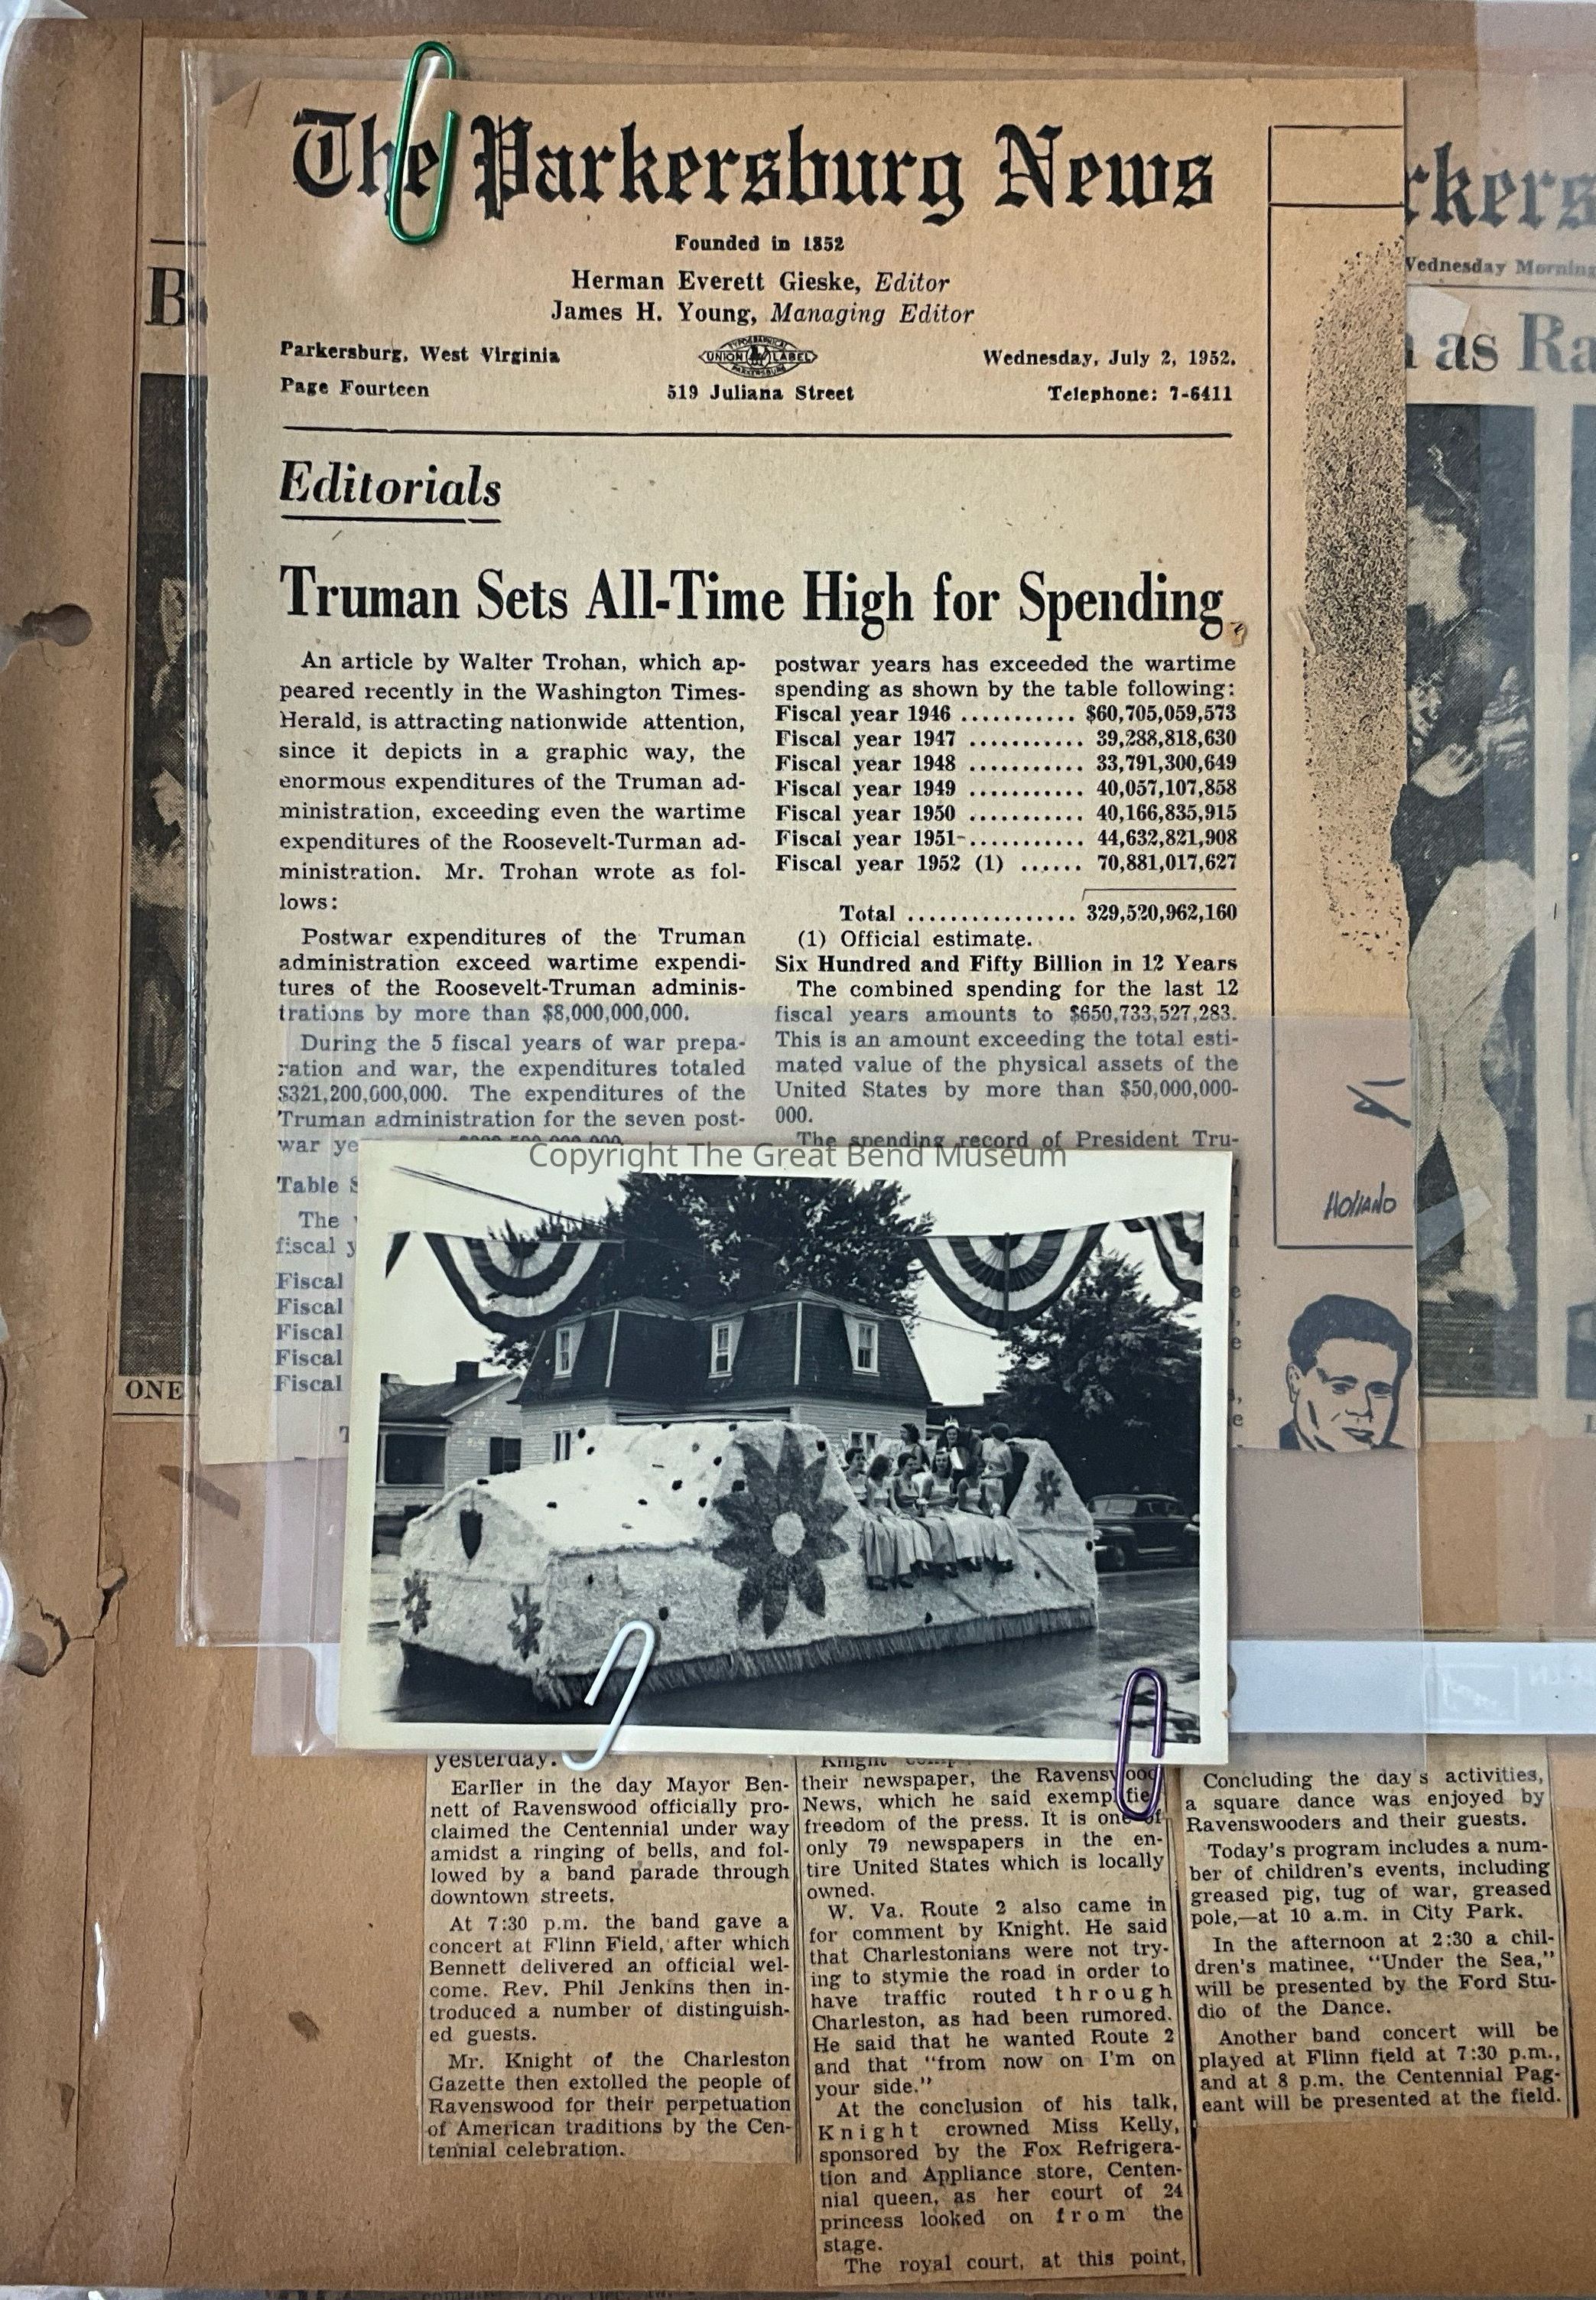 The Parkersburg News
Founded in 1852
Herman Everett Gieske, Editor
James H. Young, Managing Editor
Parkersburg, West Virginia
TYPOGRAPHICAL
UNION LABEL
PARKERSBURG
Wednesday, July 2, 1952.
Page Fourteen
519 Juliana Street
Telephone: 7-6411
Editorials
Truman Sets All-Time High for Spending
An article by Walter Trohan, which ap-
peared recently in the Washington Times-
Herald, is attracting nationwide attention,
since it depicts in a graphic way, the
enormous expenditures of the Truman ad-
ministration, exceeding even the wartime
expenditures of the Roosevelt-Turman ad-
ministration. Mr. Trohan wrote as fol-
lows:
Postwar expenditures of the Truman
administration exceed wartime expendi-
tures of the Roosevelt-Truman adminis-
trations by more than $8,000,000,000.
During the 5 fiscal years of war prepa-
ration and war, the expenditures totaled
$321,200,000,000. The expenditures of the
Truman administration for the seven post-
war
Table
The
fiscal
Fiscal
Fiscal
Fiscal
Fiscal
Fiscal
postwar years has exceeded the wartime
spending as shown by the table following:
Fiscal year 1946 ........... $60,705,059,573
Fiscal year 1947 ........... 39,288,818,630
Fiscal year 1948 ........... 33,791,300,649
Fiscal year 1949 ........... 40,057,107,858
Fiscal year 1950 ........... 40,166,835,915
Fiscal year 1951 ........... 44,632,821,908
Fiscal year 1952 (1) ...... 70,881,017,627
Total ................ 329,520,962,160
(1) Official estimate.
Six Hundred and Fifty Billion in 12 Years
The combined spending for the last 12
fiscal years amounts to $650,733,527,283.
This is an amount exceeding the total esti-
mated value of the physical assets of the
United States by more than $50,000,000-
000.
The spending record of President Tru-
Copyright The Great Bend Museum
HOLLAND
rkers
Wednesday Morning
as Ra
B
ONE
yesterday.
Earlier in the day Mayor Ben-
nett of Ravenswood officially pro-
claimed the Centennial under way
amidst a ringing of bells, and fol-
lowed by a band parade through
downtown streets.
At 7:30 p.m. the band gave a
concert at Flinn Field, after which
Bennett delivered an official wel-
come. Rev. Phil Jenkins then in-
troduced a number of distinguish-
ed guests.
Mr. Knight of the Charleston
Gazette then extolled the people of
Ravenswood for their perpetuation
of American traditions by the Cen-
tennial celebration.
Knight
their newspaper, the Ravenswood
News, which he said exemplified
freedom of the press. It is one of
only 79 newspapers in the en-
tire United States which is locally
owned.
W. Va. Route 2 also came in
for comment by Knight. He said
that Charlestonians were not try-
ing to stymie the road in order to
have traffic routed through
Charleston, as had been rumored.
He said that he wanted Route 2
and that "from now on I'm on
your side."
At the conclusion of his talk,
Knight crowned Miss Kelly,
sponsored by the Fox Refrigera-
tion and Appliance store, Centen-
nial queen, as her court of 24
princess looked on from the
stage.
The royal court, at this point,
Concluding the day's activities,
a square dance was enjoyed by
Ravenswooders and their guests.
Today's program includes a num-
ber of children's events, including
greased pig, tug of war, greased
pole,—at 10 a.m. in City Park.
In the afternoon at 2:30 a chil-
dren's matinee, "Under the Sea,"
will be presented by the Ford Stu-
dio of the Dance.
Another band concert will be
played at Flinn field at 7:30 p.m.,
and at 8 p.m. the Centennial Pag-
eant will be presented at the field.